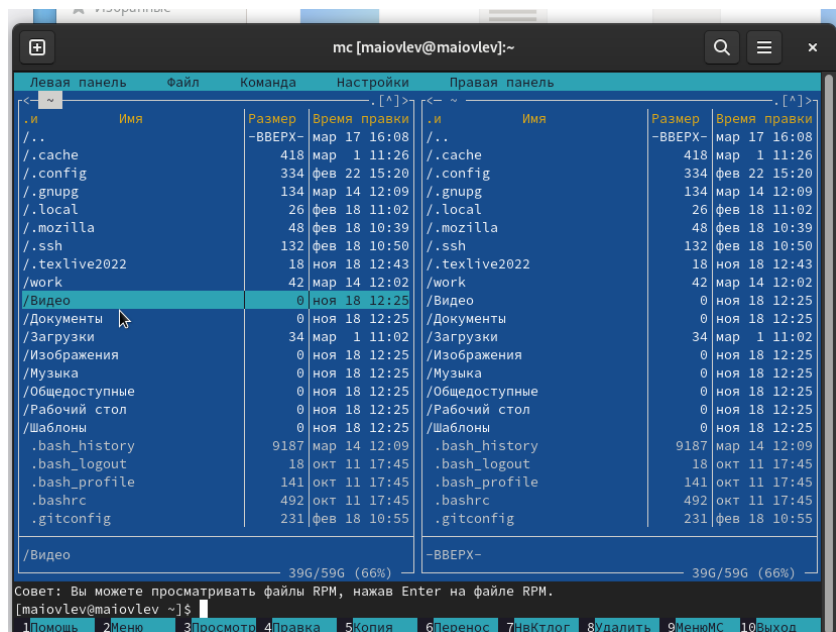 Избранные
mc [maiovlev@maiovlev]:~
Левая панель Файл Команда Настройки Правая панель
<— ~ .[^]> <— ~ .[^]>
.и Имя Размер Время правки .и Имя Размер Время правки
/.. -ВВЕРХ- мар 17 16:08 /.. -ВВЕРХ- мар 17 16:08
/.cache 418 мар 1 11:26 /.cache 418 мар 1 11:26
/.config 334 фев 22 15:20 /.config 334 фев 22 15:20
/.gnupg 134 мар 14 12:09 /.gnupg 134 мар 14 12:09
/.local 26 фев 18 11:02 /.local 26 фев 18 11:02
/.mozilla 48 фев 18 10:39 /.mozilla 48 фев 18 10:39
/.ssh 132 фев 18 10:50 /.ssh 132 фев 18 10:50
/.texlive2022 18 ноя 18 12:43 /.texlive2022 18 ноя 18 12:43
/work 42 мар 14 12:02 /work 42 мар 14 12:02
/Видео 0 ноя 18 12:25 /Видео 0 ноя 18 12:25
/Документы 0 ноя 18 12:25 /Документы 0 ноя 18 12:25
/Загрузки 34 мар 1 11:02 /Загрузки 34 мар 1 11:02
/Изображения 0 ноя 18 12:25 /Изображения 0 ноя 18 12:25
/Музыка 0 ноя 18 12:25 /Музыка 0 ноя 18 12:25
/Общедоступные 0 ноя 18 12:25 /Общедоступные 0 ноя 18 12:25
/Рабочий стол 0 ноя 18 12:25 /Рабочий стол 0 ноя 18 12:25
/Шаблоны 0 ноя 18 12:25 /Шаблоны 0 ноя 18 12:25
.bash_history 9187 мар 14 12:09 .bash_history 9187 мар 14 12:09
.bash_logout 18 окт 11 17:45 .bash_logout 18 окт 11 17:45
.bash_profile 141 окт 11 17:45 .bash_profile 141 окт 11 17:45
.bashrc 492 окт 11 17:45 .bashrc 492 окт 11 17:45
.gitconfig 231 фев 18 10:55 .gitconfig 231 фев 18 10:55
/Видео -ВВЕРХ-
39G/59G (66%) 39G/59G (66%)
Совет: Вы можете просматривать файлы RPM, нажав Enter на файле RPM.
[maiovlev@maiovlev ~]$
1Помощь 2Меню 3Просмотр 4Правка 5Копия 6Перенос 7НвКтлог 8Удалить 9МенюМС 10Выход